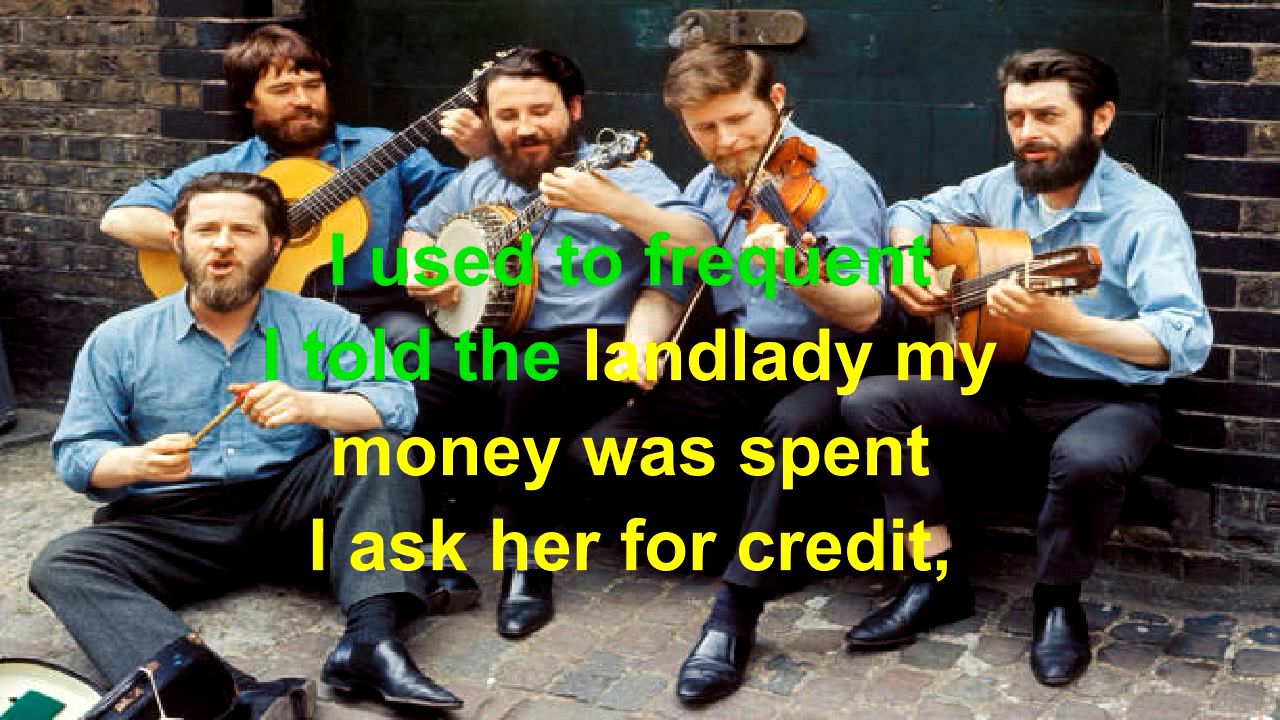 I used to frequent
I told the landlady my
money was spent
I ask her for credit,